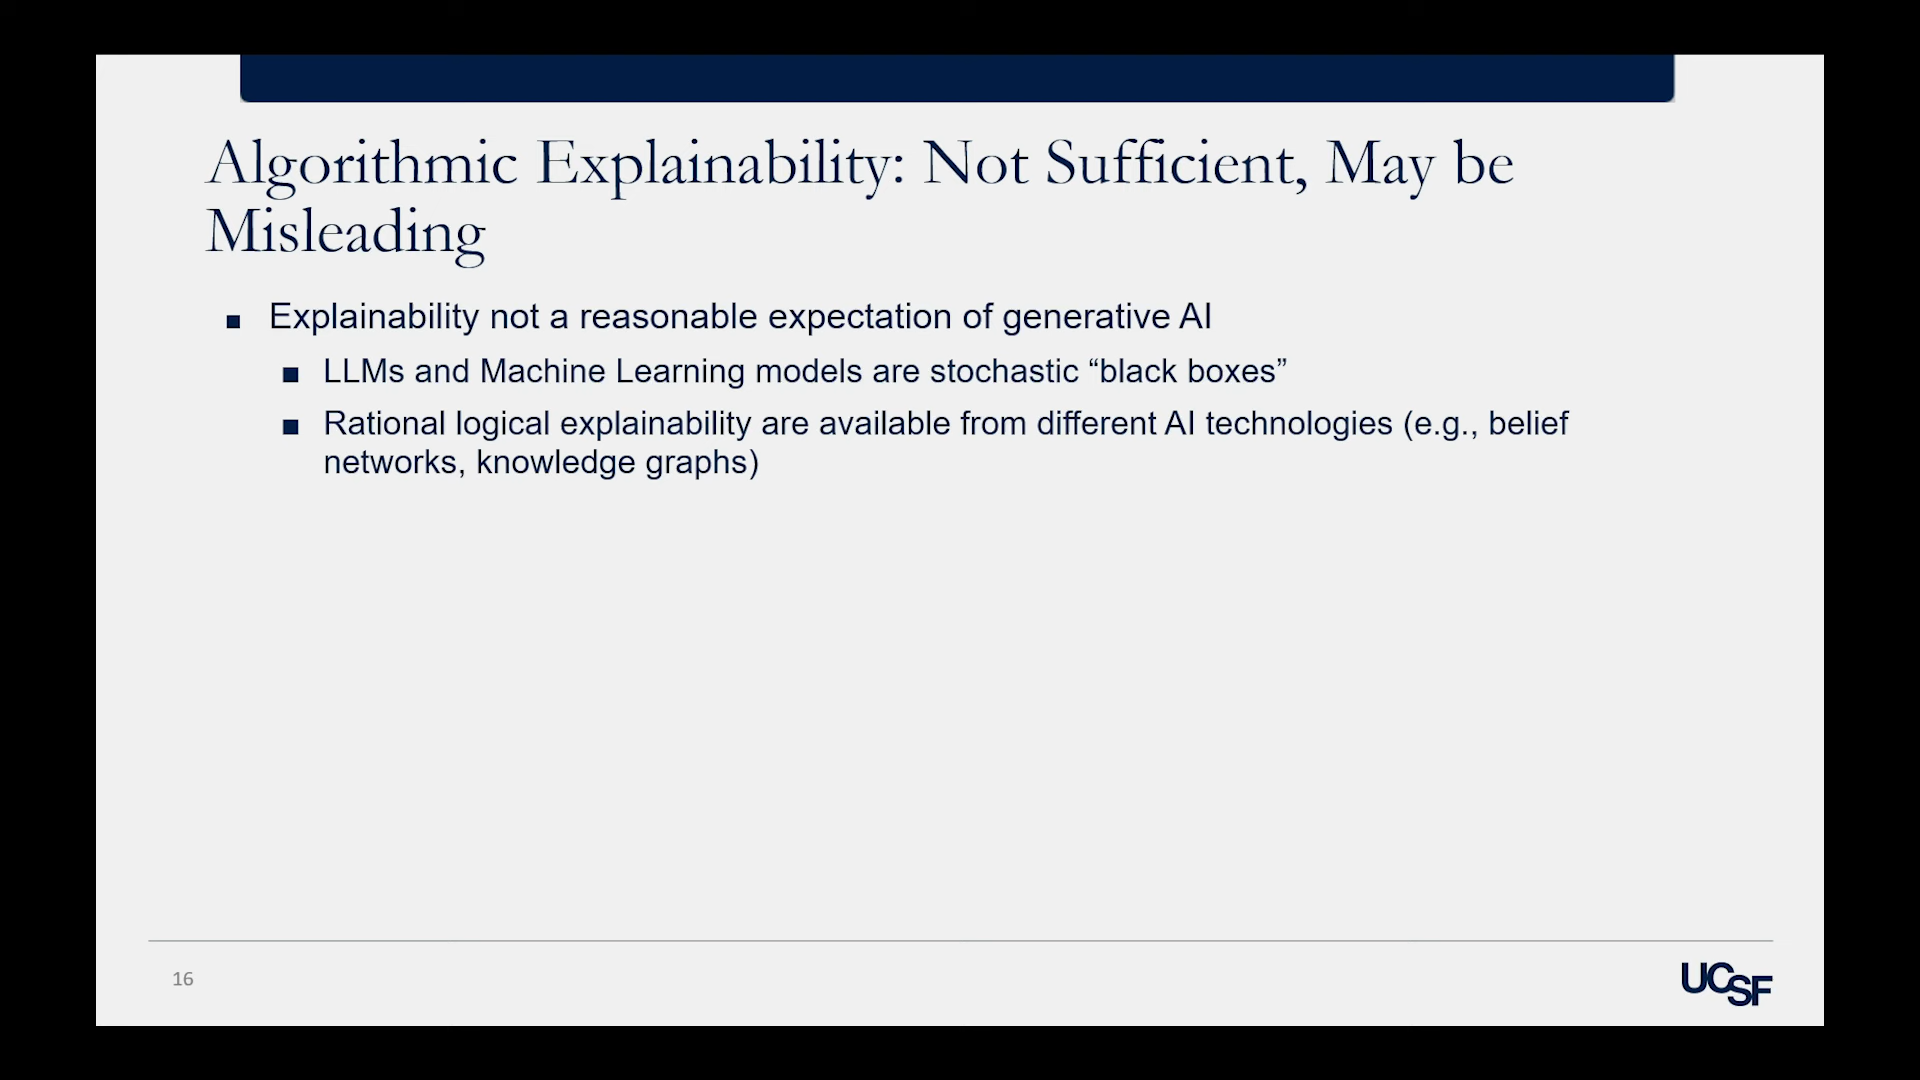 Algorithmic Explainability: Not Sufficient, May be
Misleading
■ Explainability not a reasonable expectation of generative AI
■ LLMs and Machine Learning models are stochastic “black boxes”
■ Rational logical explainability are available from different AI technologies (e.g., belief
networks, knowledge graphs)
16
UCSF